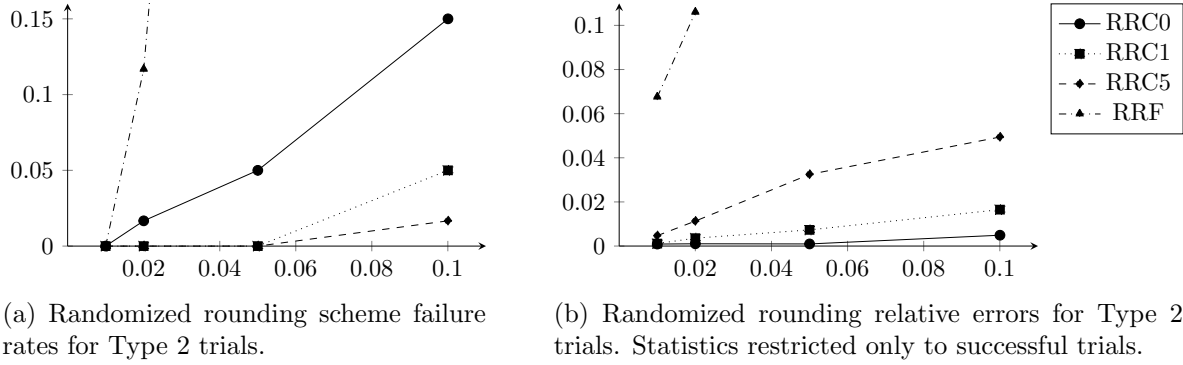 0.15
0.1
0.05
0
0.02 0.04 0.06 0.08 0.1
(a) Randomized rounding scheme failure
rates for Type 2 trials.
0.1
0.08
0.06
0.04
0.02
0
0.02 0.04 0.06 0.08 0.1
(b) Randomized rounding relative errors for Type 2
trials. Statistics restricted only to successful trials.
RRC0
RRC1
RRC5
RRF